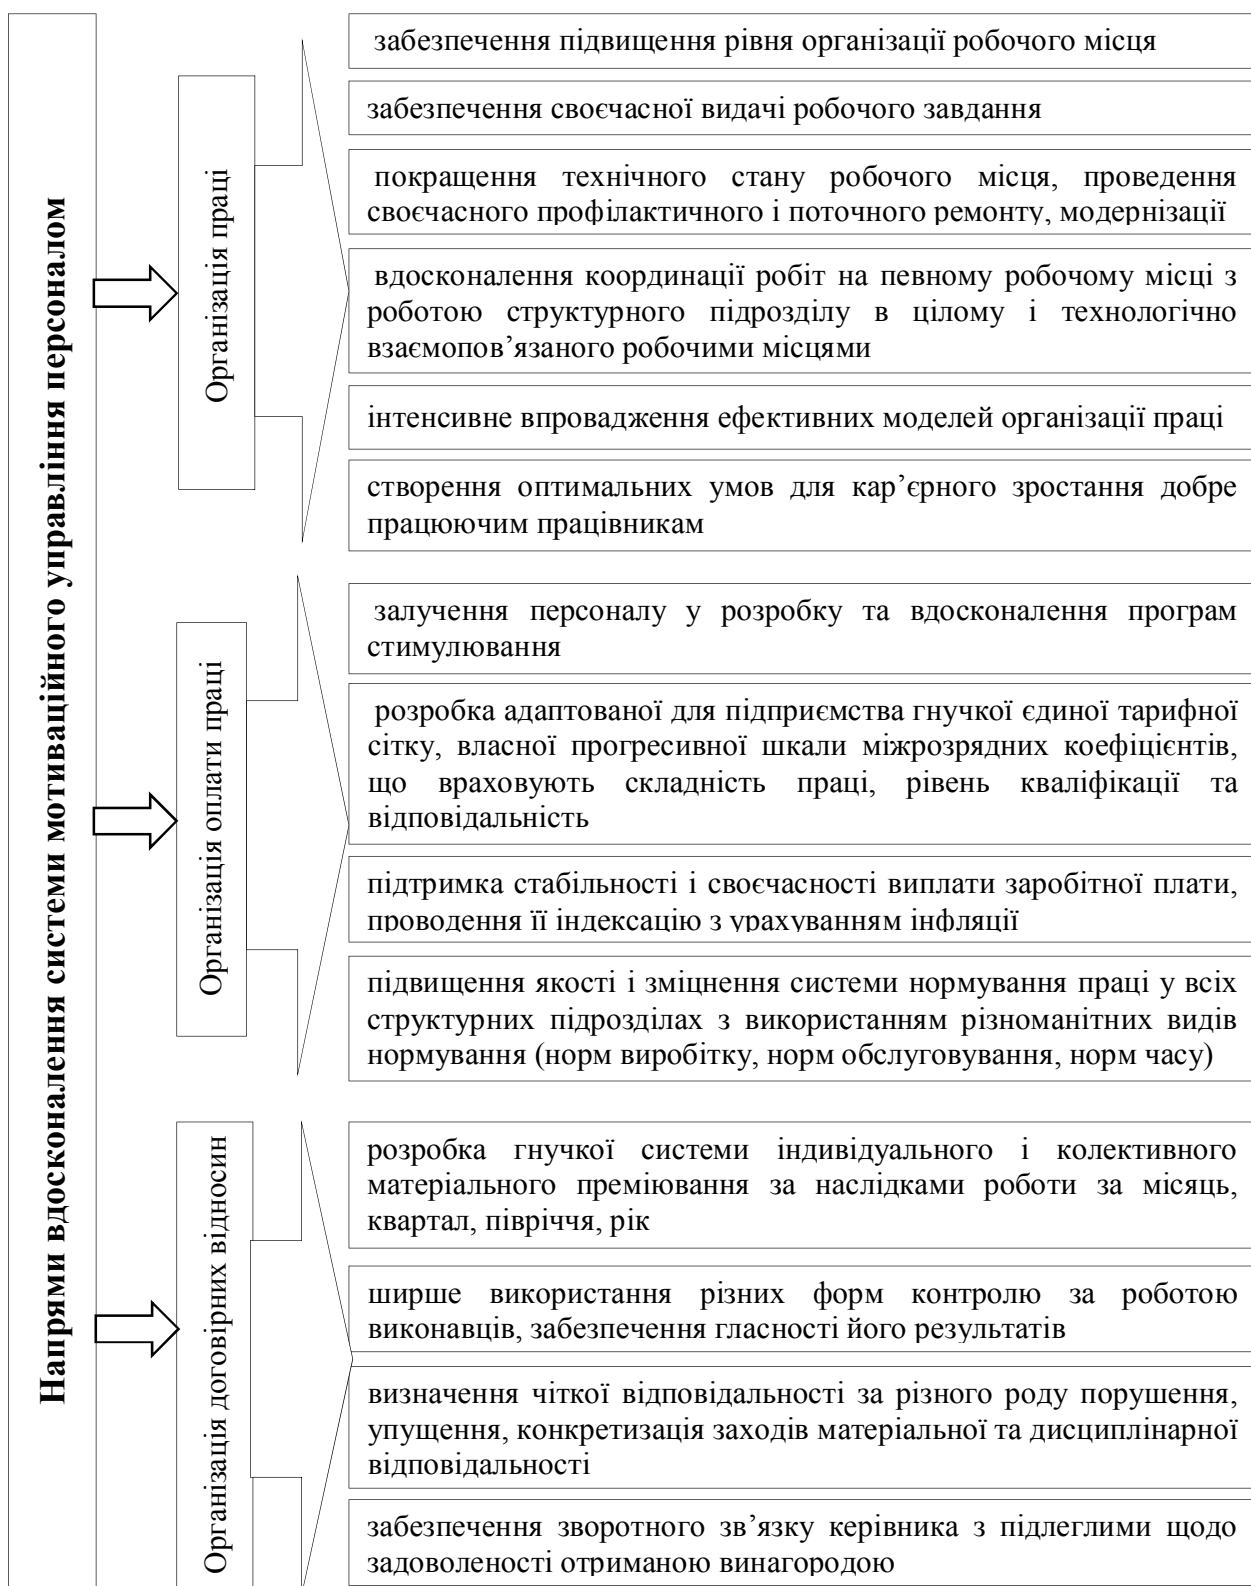 Напрями вдосконалення системи мотиваційного управління персоналом
Організація праці
забезпечення підвищення рівня організації робочого місця
забезпечення своєчасної видачі робочого завдання
покращення технічного стану робочого місця, проведення
своєчасного профілактичного і поточного ремонту, модернізації
вдосконалення координації робіт на певному робочому місці з
роботою структурного підрозділу в цілому і технологічно
взаємопов’язаного робочими місцями
інтенсивне впровадження ефективних моделей організації праці
створення оптимальних умов для кар’єрного зростання добре
працюючим працівникам
Організація оплати праці
залучення персоналу у розробку та вдосконалення програм
стимулювання
розробка адаптованої для підприємства гнучкої єдиної тарифної
сітку, власної прогресивної шкали міжрозрядних коефіцієнтів,
що враховують складність праці, рівень кваліфікації та
відповідальність
підтримка стабільності і своєчасності виплати заробітної плати,
проводення її індексацію з урахуванням інфляції
підвищення якості і зміцнення системи нормування праці у всіх
структурних підрозділах з використанням різноманітних видів
нормування (норм виробітку, норм обслуговування, норм часу)
Організація договірних відносин
розробка гнучкої системи індивідуального і колективного
матеріального преміювання за наслідками роботи за місяць,
квартал, півріччя, рік
ширше використання різних форм контролю за роботою
виконавців, забезпечення гласності його результатів
визначення чіткої відповідальності за різного роду порушення,
упущення, конкретизація заходів матеріальної та дисциплінарної
відповідальності
забезпечення зворотного зв’язку керівника з підлеглими щодо
задоволеності отриманою винагородою